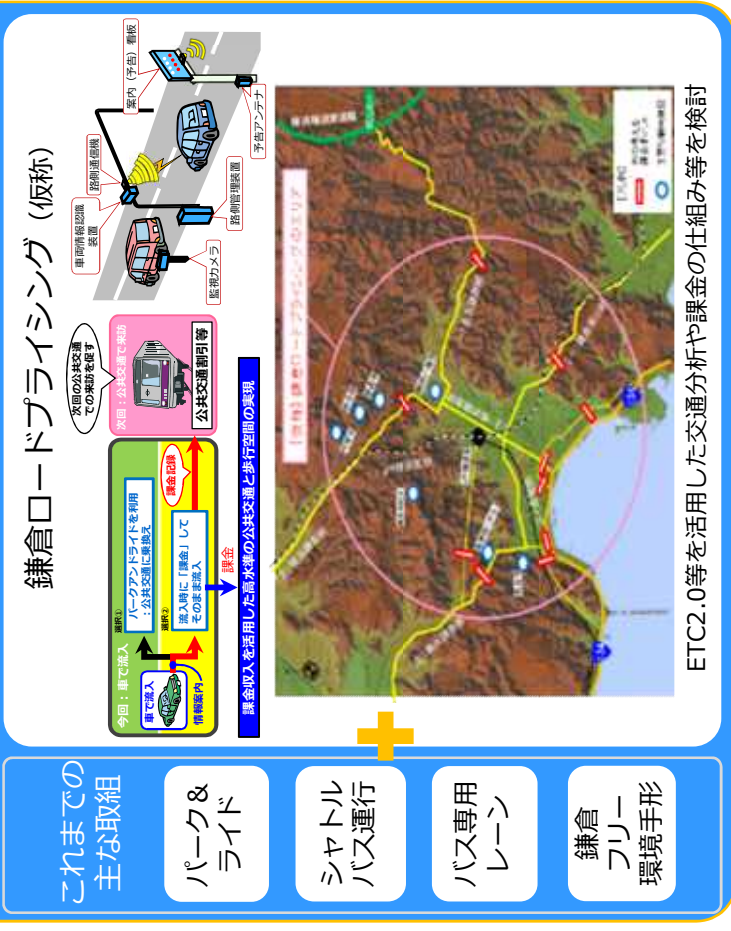 これまでの
主な取組
パーク&
ライド
シャトル
バス運行
バス専用
レーン
鎌倉
フリー
環境手形
鎌倉ロードプライシング（仮称）
今回：車で流入
車で流入
情報案内
選択①
パークアンドライドを利用
：公共交通に乗換え
選択②
流入時に「課金」して
そのまま流入
課金記録
課金
次回の公共交通
での来訪を促す
次回：公共交通で来訪
公共交通割引等
課金収入を活用した高水準の公共交通と歩行空間の実現
車両情報認識
装置
路側通信機
案内（予告）看板
監視カメラ
路側管理装置
予告アンテナ
ETC2.0等を活用した交通分析や課金の仕組み等を検討